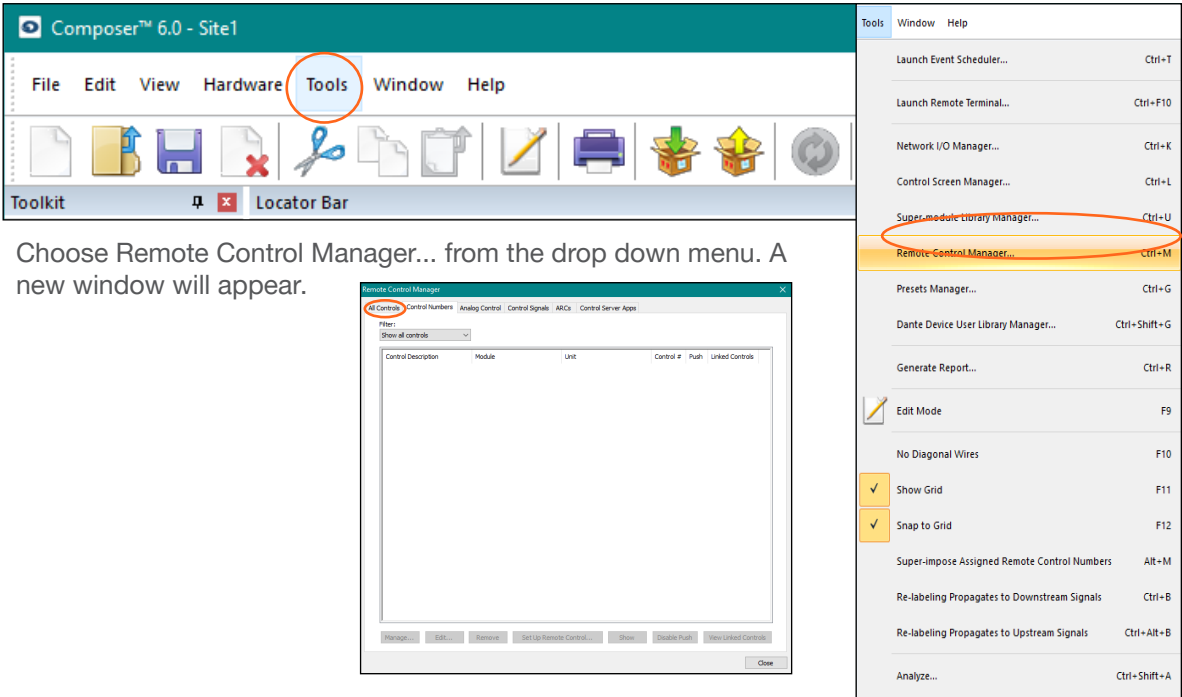 Composer™ 6.0 - Site1
File Edit View Hardware Tools Window Help
Toolkit Locator Bar
Choose Remote Control Manager... from the drop down menu. A
new window will appear.
Remote Control Manager
All Controls Control Numbers Analog Control Control Signals ARCs Control Server Apps
Filter:
Show all controls
Control Description Module Unit Control # Push Linked Controls
Manage... Edit... Remove Set Up Remote Control... Show Disable Push View Linked Controls
Close
Tools Window Help
Launch Event Scheduler... Ctrl+T
Launch Remote Terminal... Ctrl+F10
Network I/O Manager... Ctrl+K
Control Screen Manager... Ctrl+L
Super-module Library Manager... Ctrl+U
Remote Control Manager... Ctrl+M
Presets Manager... Ctrl+G
Dante Device User Library Manager... Ctrl+Shift+G
Generate Report... Ctrl+R
Edit Mode F9
No Diagonal Wires F10
Show Grid F11
Snap to Grid F12
Super-impose Assigned Remote Control Numbers Alt+M
Re-labeling Propagates to Downstream Signals Ctrl+B
Re-labeling Propagates to Upstream Signals Ctrl+Alt+B
Analyze... Ctrl+Shift+A